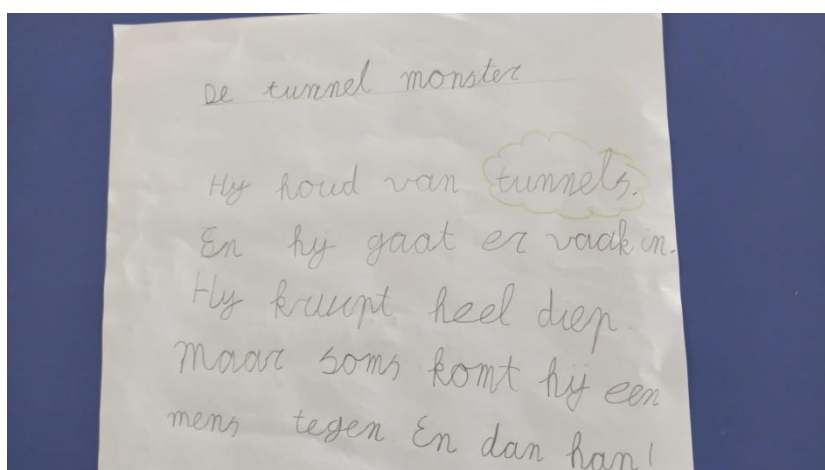 De tunnel monster
Hij houd van tunnels.
En hij gaat er vaak in.
Hij kruipt heel diep.
maar soms komt hij een
mens tegen. En dan hap!